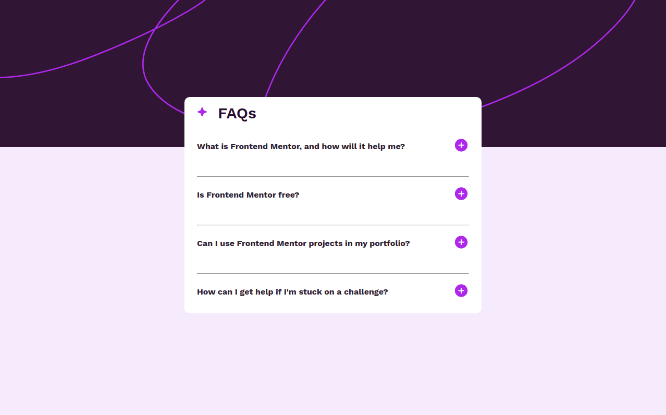 FAQs
What is Frontend Mentor, and how will it help me?
Is Frontend Mentor free?
Can I use Frontend Mentor projects in my portfolio?
How can I get help if I'm stuck on a challenge?